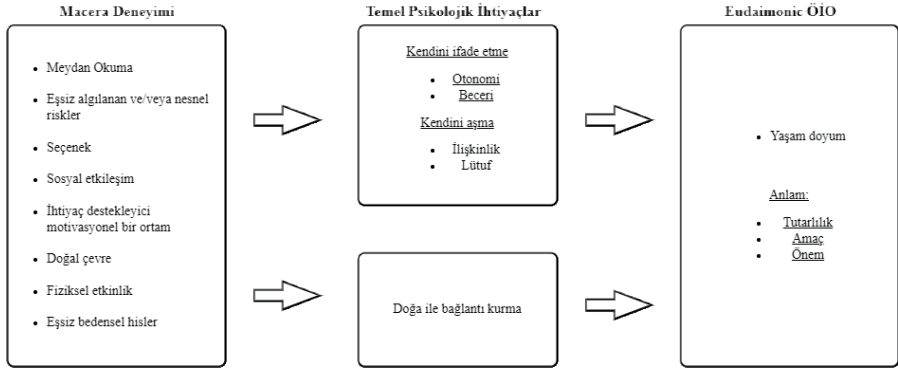 Macera Deneyimi
Meydan Okuma
Eşsiz algılanan ve/veya nesnel
riskler
Seçenek
Sosyal etkileşim
İhtiyaç destekleyici
motivasyonel bir ortam
Doğal çevre
Fiziksel etkinlik
Eşsiz bedensel hisler
Temel Psikolojik İhtiyaçlar
Kendini ifade etme
Otonomi
Beceri
Kendini aşma
İlişkinlik
Lütuf
Doğa ile bağlantı kurma
Eudaimonic ÖİO
Yaşam doyum
Anlam:
Tutarlılık
Amaç
Önem